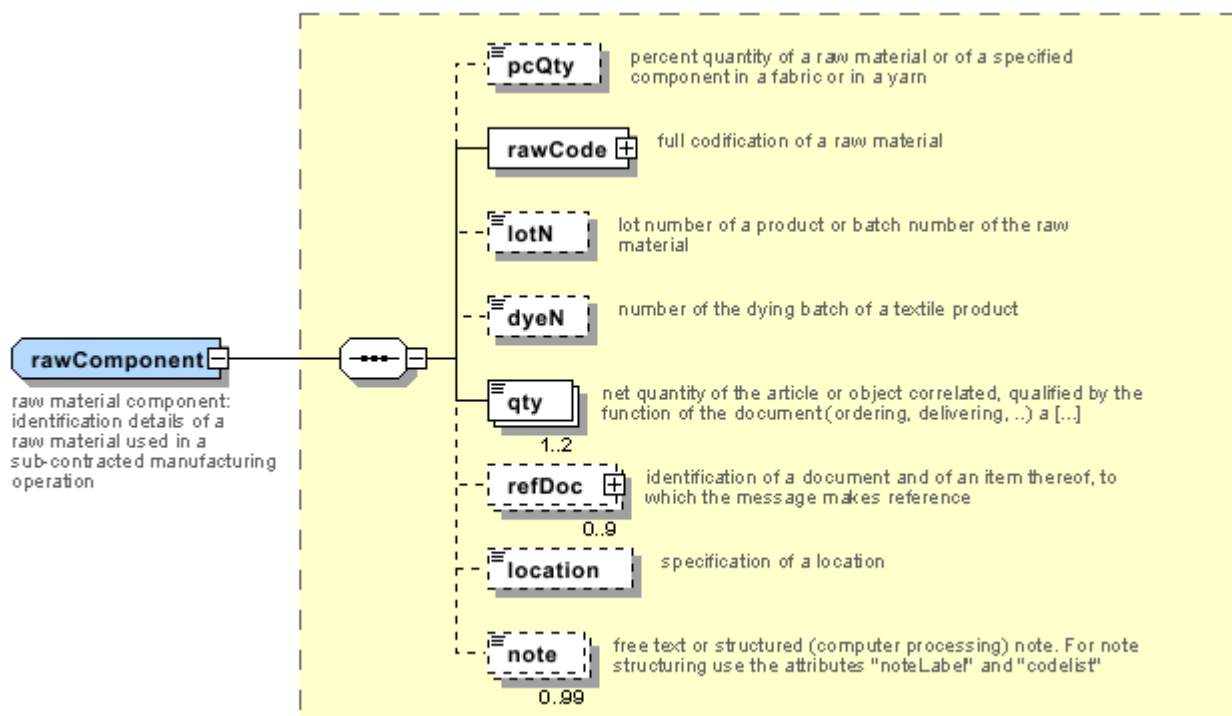 pcQty
percent quantity of a raw material or of a specified
component in a fabric or in a yarn
rawCode
full codification of a raw material
lotN
lot number of a product or batch number of the raw
material
dyeN
number of the dying batch of a textile product
rawComponent
raw material component:
identification details of a
raw material used in a
sub-contracted manufacturing
operation
qty
net quantity of the article or object correlated, qualified by the
function of the document (ordering, delivering, ..) a [...]
1..2
refDoc
identification of a document and of an item thereof, to
which the message makes reference
0..9
location
specification of a location
note
free text or structured (computer processing) note. For note
structuring use the attributes "noteLabel" and "codelist"
0..99